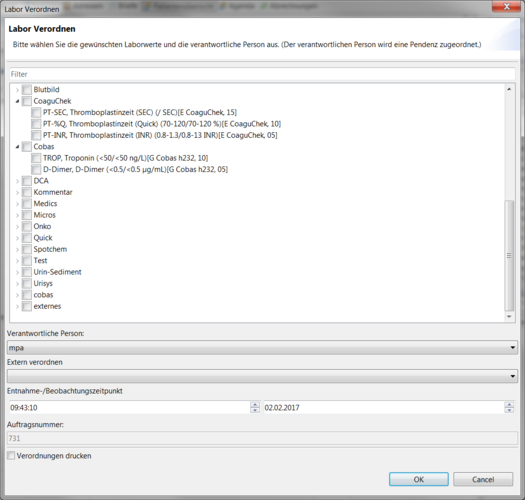 Labor Verordnen
Labor Verordnen
Bitte wählen Sie die gewünschten Laborwerte und die verantwortliche Person aus. (Der verantwortlichen Person wird eine Pendenz zugeordnet.)
Filter
Blutbild
CoaguChek
PT-SEC, Thromboplastinzeit (SEC) (/ SEC)[E CoaguChek, 15]
PT-%Q, Thromboplastinzeit (Quick) (70-120/70-120 %)[E CoaguChek, 10]
PT-INR, Thromboplastinzeit (INR) (0.8-1.3/0.8-13 INR)[E CoaguChek, 05]
Cobas
TROP, Troponin (<50/<50 ng/L)[G Cobas h232, 10]
D-Dimer, D-Dimer (<0.5/<0.5 µg/mL)[G Cobas h232, 05]
DCA
Kommentar
Medics
Micros
Onko
Quick
Spotchem
Test
Urin-Sediment
Urisys
cobas
externes
Verantwortliche Person:
mpa
Extern verordnen
Entnahme-/Beobachtungszeitpunkt
09:43:10 02.02.2017
Auftragsnummer:
731
Verordnungen drucken
OK Cancel